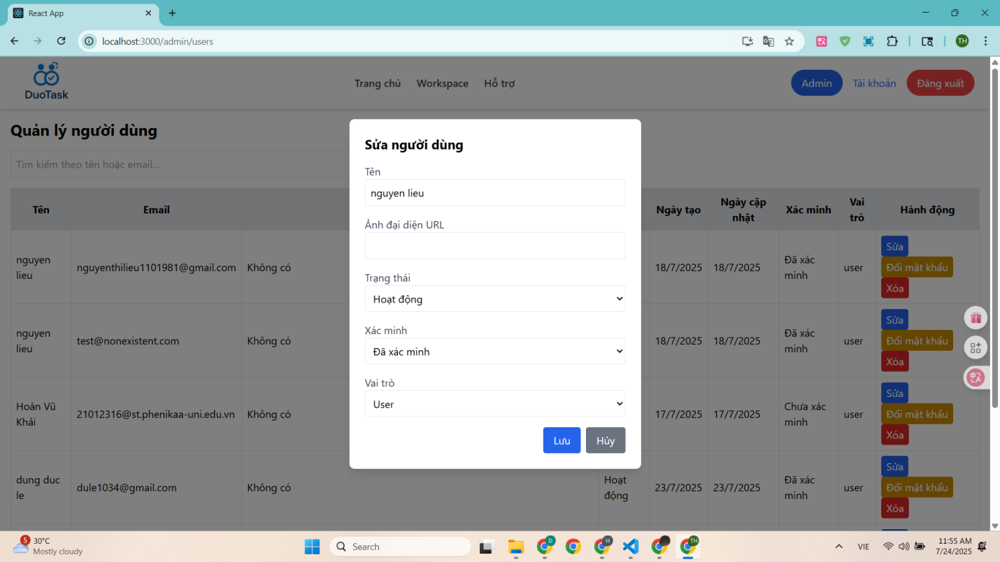 React App
localhost:3000/admin/users
DuoTask
Trang chủ
Workspace
Hỗ trợ
Admin
Tài khoản
Đăng xuất
Quản lý người dùng
Tìm kiếm theo tên hoặc email...
Sửa người dùng
Tên
nguyen lieu
Ảnh đại diện URL
Trạng thái
Hoạt động
Xác minh
Đã xác minh
Vai trò
User
Lưu
Hủy
Tên
Email
Ngày tạo
Ngày cập
nhật
Xác minh
Vai
trò
Hành động
nguyen
lieu
nguyenthilieu1101981@gmail.com
Không có
18/7/2025
18/7/2025
Đã xác
minh
user
Sửa
Đổi mật khẩu
Xóa
nguyen
lieu
test@nonexistent.com
Không có
18/7/2025
18/7/2025
Đã xác
minh
user
Sửa
Đổi mật khẩu
Xóa
Hoàn Vũ
Khải
21012316@st.phenikaa-uni.edu.vn
Không có
17/7/2025
17/7/2025
Chưa xác
minh
user
Sửa
Đổi mật khẩu
Xóa
dung duc
le
dule1034@gmail.com
Không có
Hoạt
động
23/7/2025
23/7/2025
Đã xác
minh
user
Sửa
Đổi mật khẩu
Xóa
TH
5
30°C
Mostly cloudy
Search
D
H
TH
VIE
11:55 AM
7/24/2025